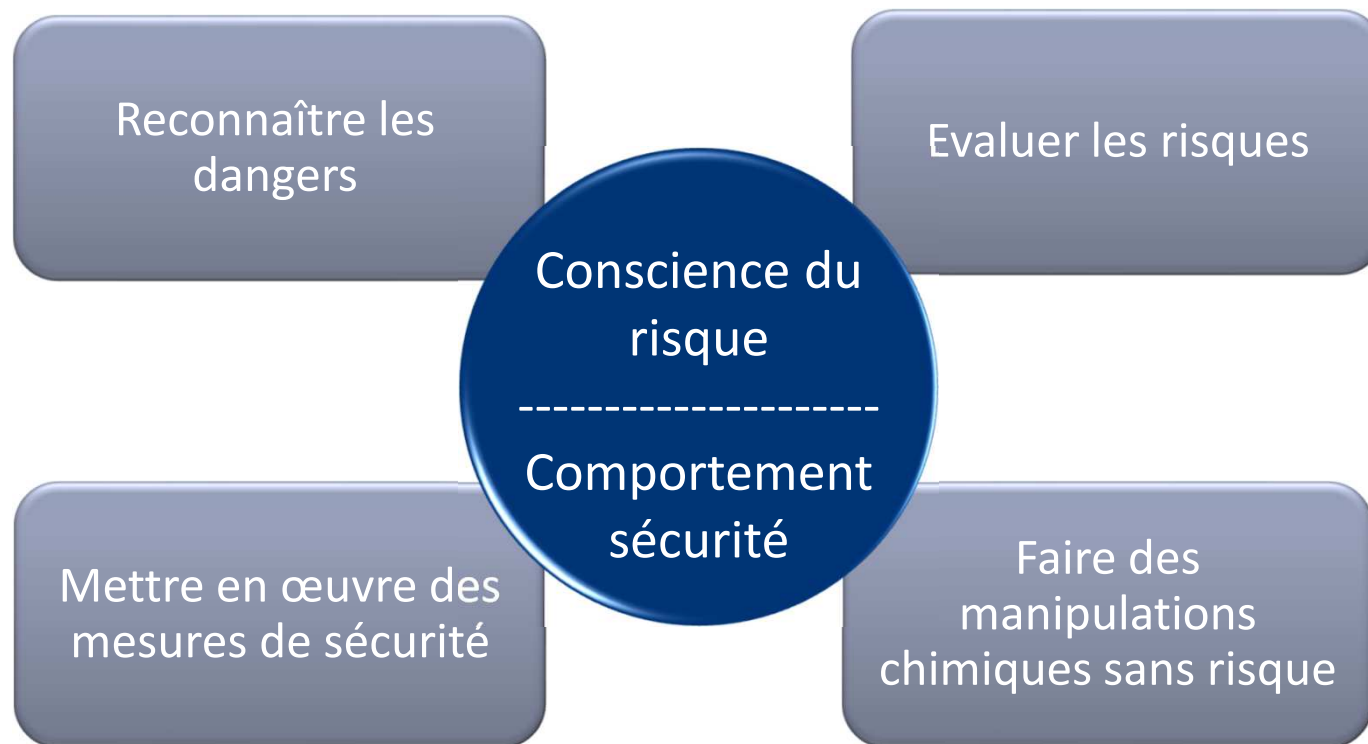 Reconnaître les
dangers
Evaluer les risques
Conscience du
risque
---------------------
Comportement
sécurité
Mettre en œuvre des
mesures de sécurité
Faire des
manipulations
chimiques sans risque